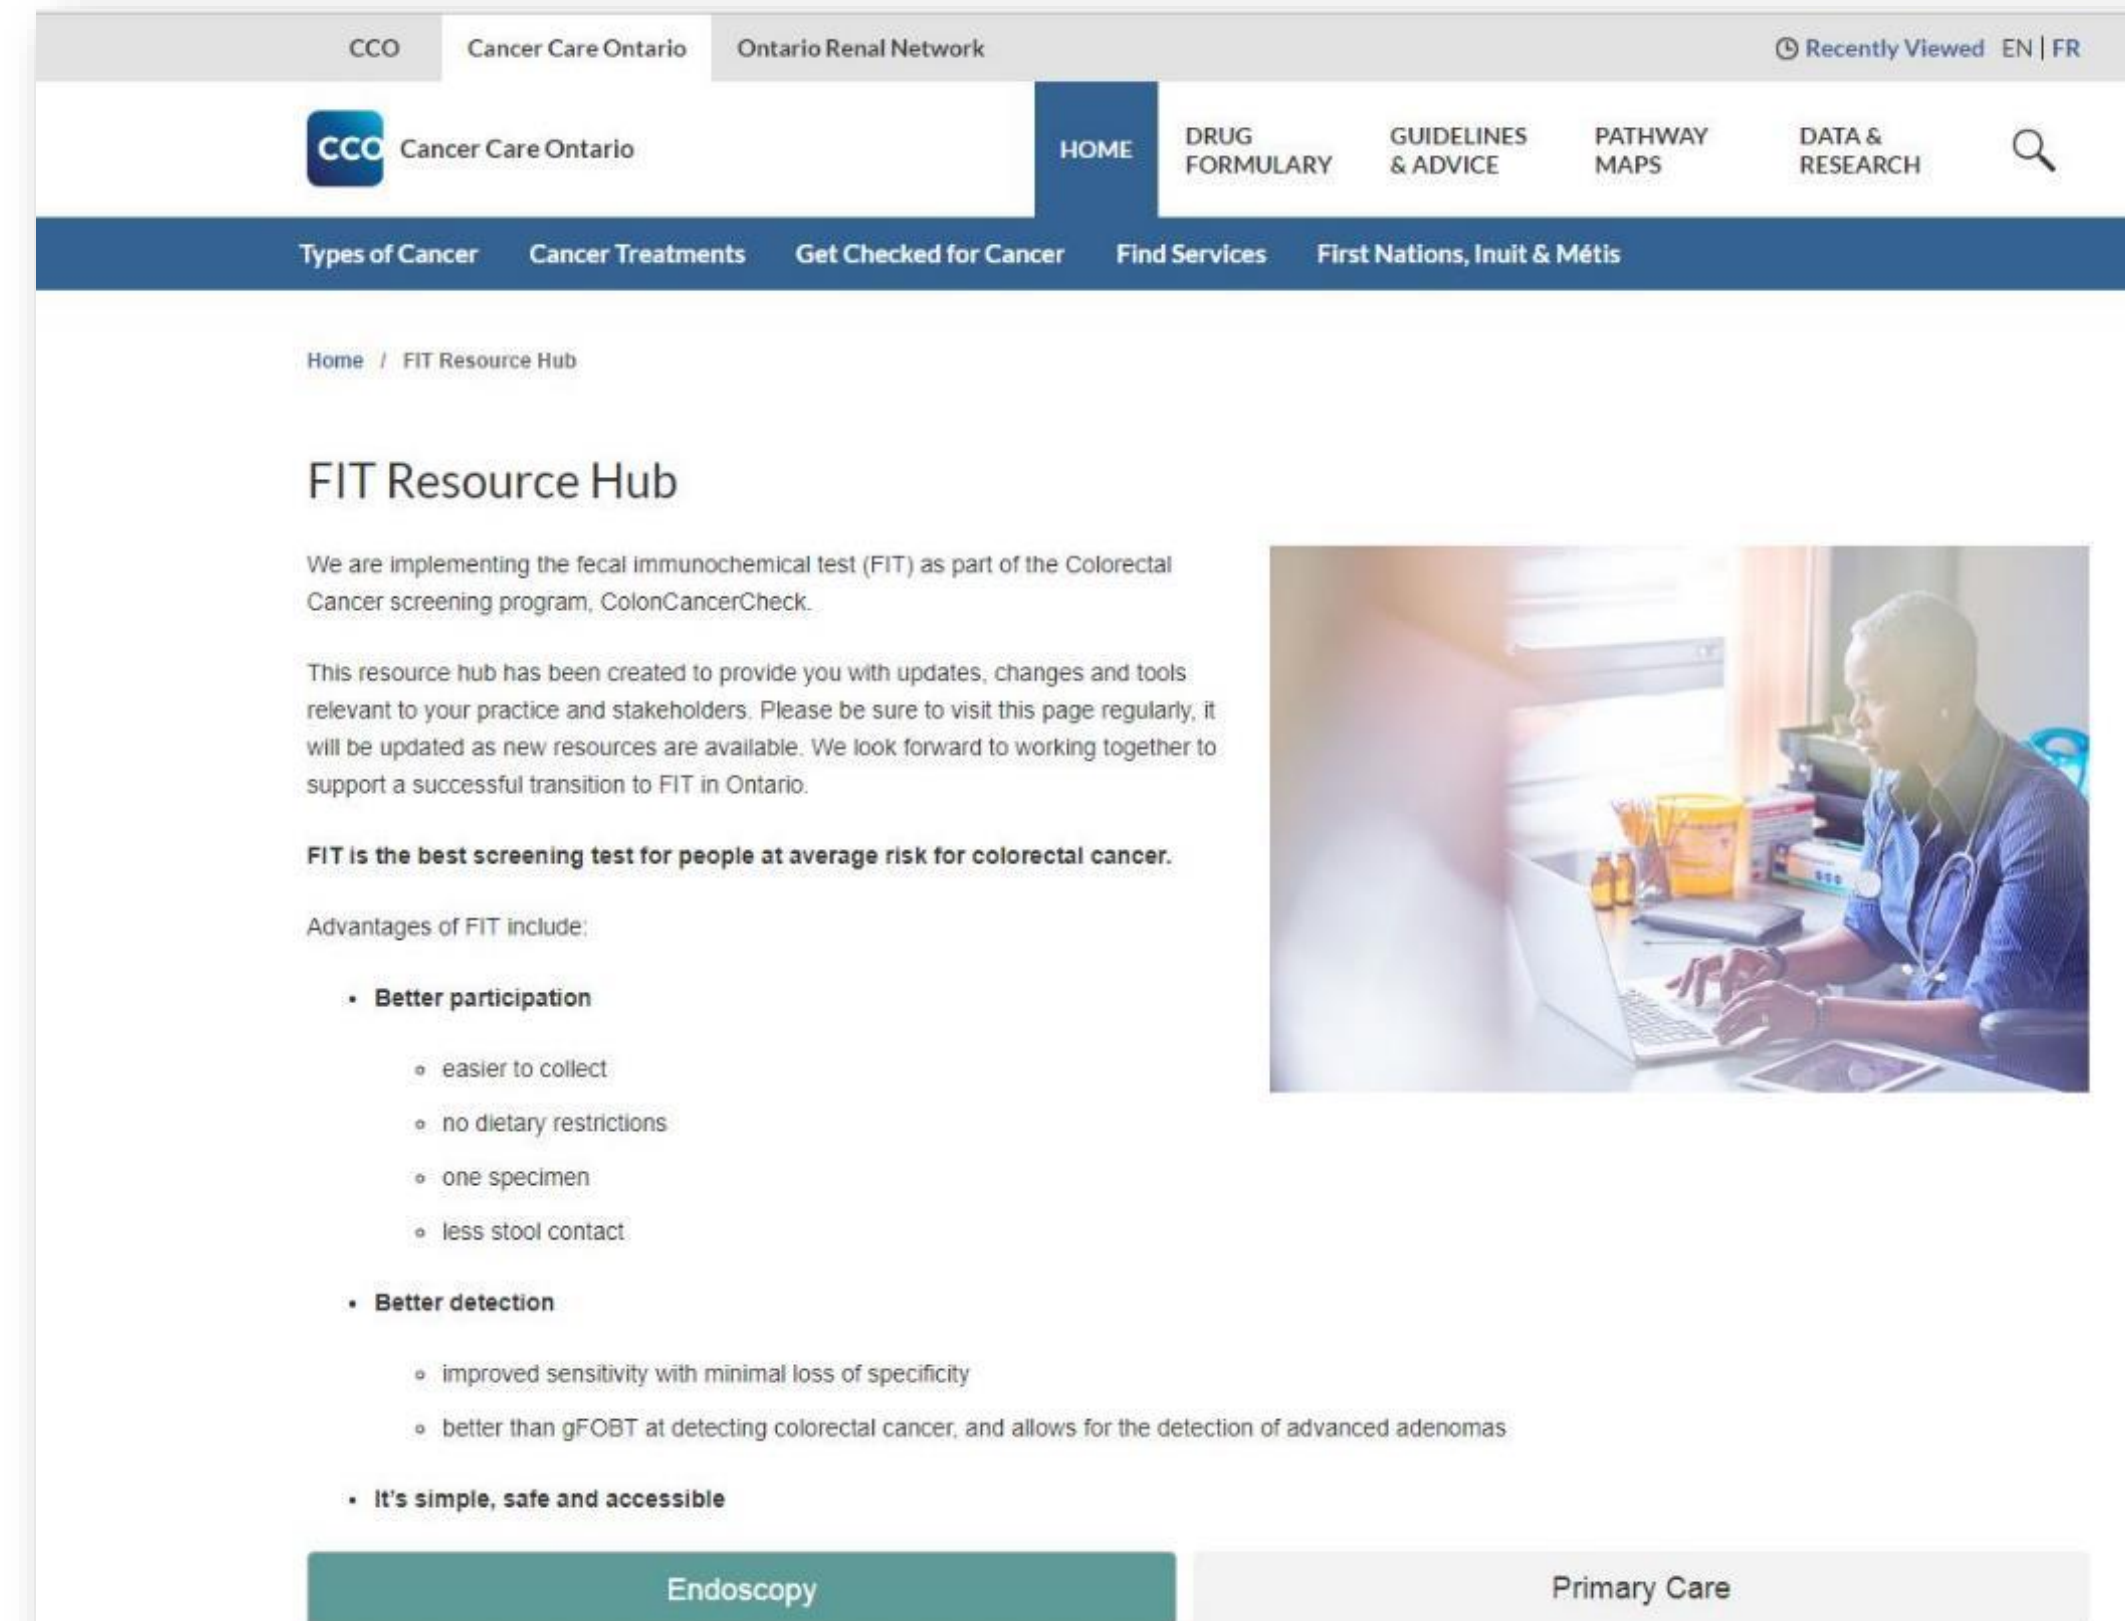 CCO Cancer Care Ontario Ontario Renal Network Recently Viewed EN | FR
CCO Cancer Care Ontario
HOME
DRUG FORMULARY
GUIDELINES & ADVICE
PATHWAY MAPS
DATA & RESEARCH
Types of Cancer Cancer Treatments Get Checked for Cancer Find Services First Nations, Inuit & Métis
Home / FIT Resource Hub
FIT Resource Hub
We are implementing the fecal immunochemical test (FIT) as part of the Colorectal
Cancer screening program, ColonCancerCheck.
This resource hub has been created to provide you with updates, changes and tools
relevant to your practice and stakeholders. Please be sure to visit this page regularly, it
will be updated as new resources are available. We look forward to working together to
support a successful transition to FIT in Ontario.
FIT is the best screening test for people at average risk for colorectal cancer.
Advantages of FIT include:
• Better participation
◦ easier to collect
◦ no dietary restrictions
◦ one specimen
◦ less stool contact
• Better detection
◦ improved sensitivity with minimal loss of specificity
◦ better than gFOBT at detecting colorectal cancer, and allows for the detection of advanced adenomas
• It's simple, safe and accessible
Endoscopy Primary Care